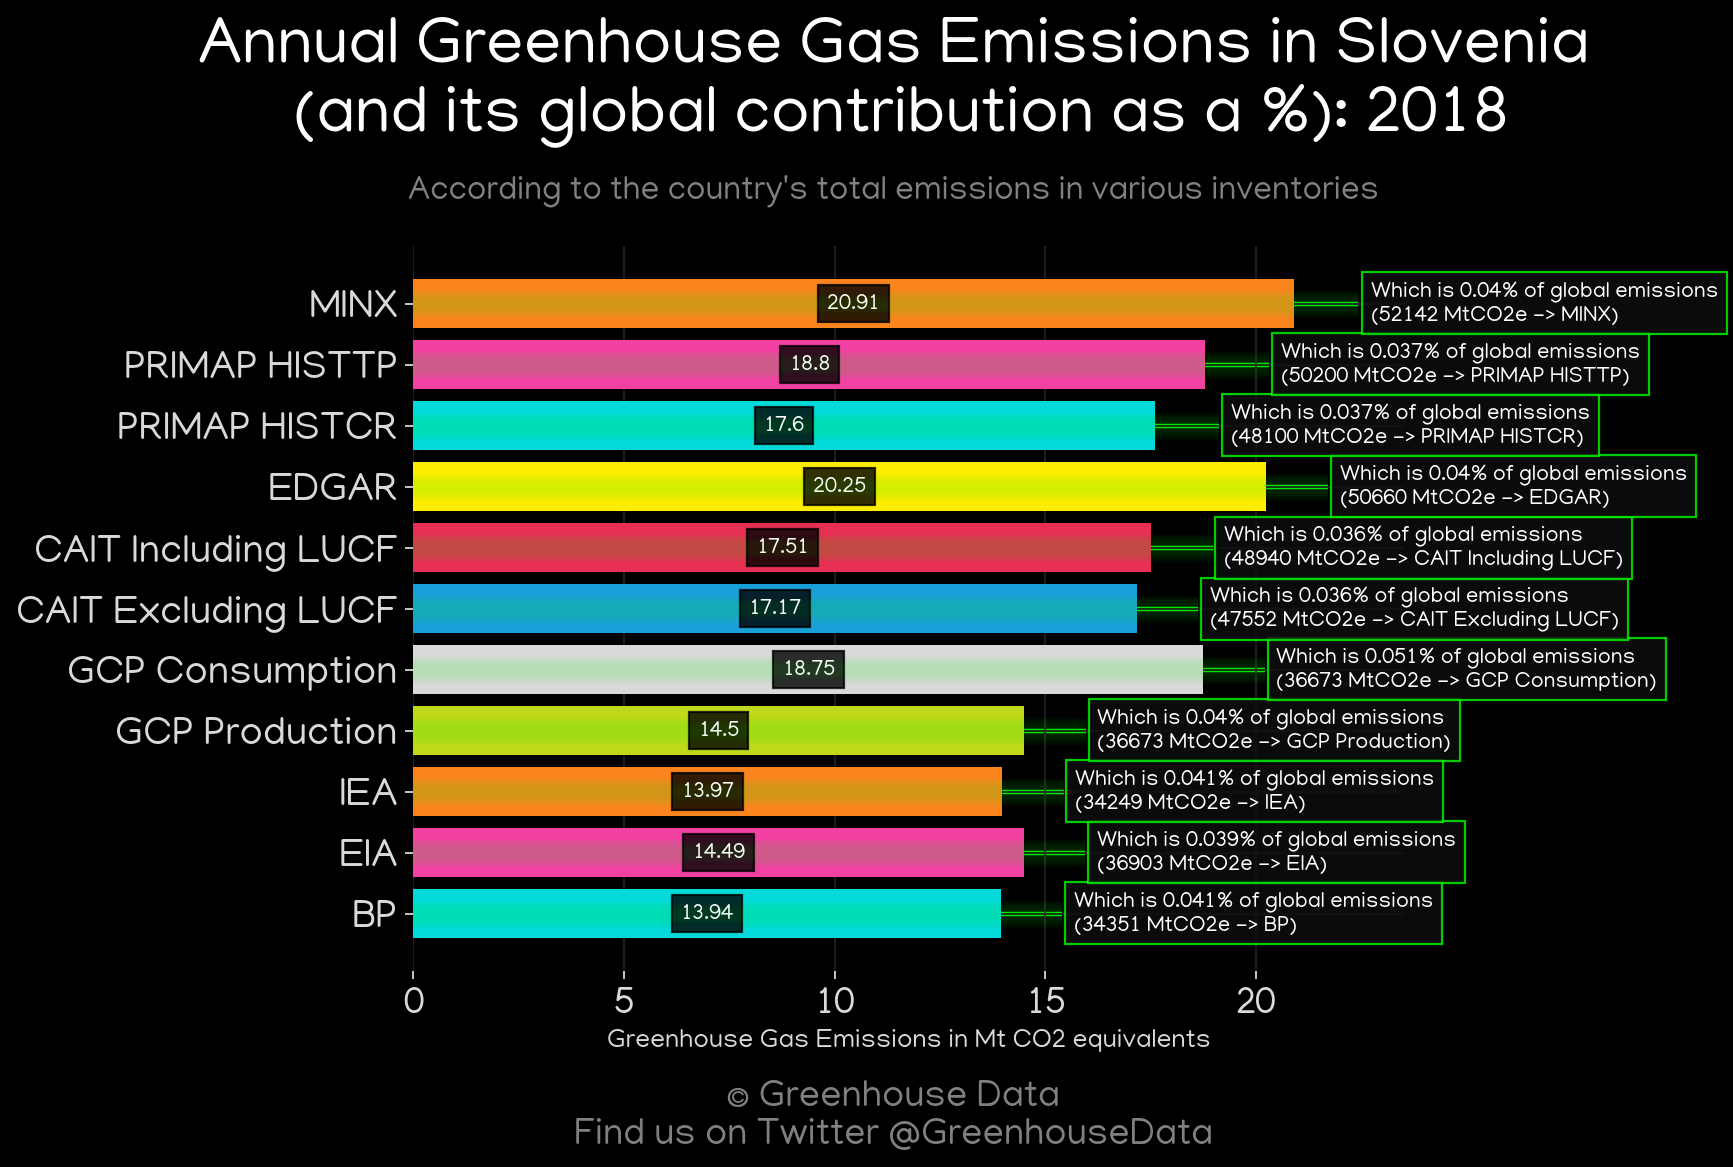 Annual Greenhouse Gas Emissions in Slovenia
(and its global contribution as a %): 2018
According to the country's total emissions in various inventories
MINX
20.91
Which is 0.04% of global emissions
(52142 MtCO2e -> MINX)
PRIMAP HISTTP
18.8
Which is 0.037% of global emissions
(50200 MtCO2e -> PRIMAP HISTTP)
PRIMAP HISTCR
17.6
Which is 0.037% of global emissions
(48100 MtCO2e -> PRIMAP HISTCR)
EDGAR
20.25
Which is 0.04% of global emissions
(50660 MtCO2e -> EDGAR)
CAIT Including LUCF
17.51
Which is 0.036% of global emissions
(48940 MtCO2e -> CAIT Including LUCF)
CAIT Excluding LUCF
17.17
Which is 0.036% of global emissions
(47552 MtCO2e -> CAIT Excluding LUCF)
GCP Consumption
18.75
Which is 0.051% of global emissions
(36673 MtCO2e -> GCP Consumption)
GCP Production
14.5
Which is 0.04% of global emissions
(36673 MtCO2e -> GCP Production)
IEA
13.97
Which is 0.041% of global emissions
(34249 MtCO2e -> IEA)
EIA
14.49
Which is 0.039% of global emissions
(36903 MtCO2e -> EIA)
BP
13.94
Which is 0.041% of global emissions
(34351 MtCO2e -> BP)
0 5 10 15 20
Greenhouse Gas Emissions in Mt CO2 equivalents
© Greenhouse Data
Find us on Twitter @GreenhouseData